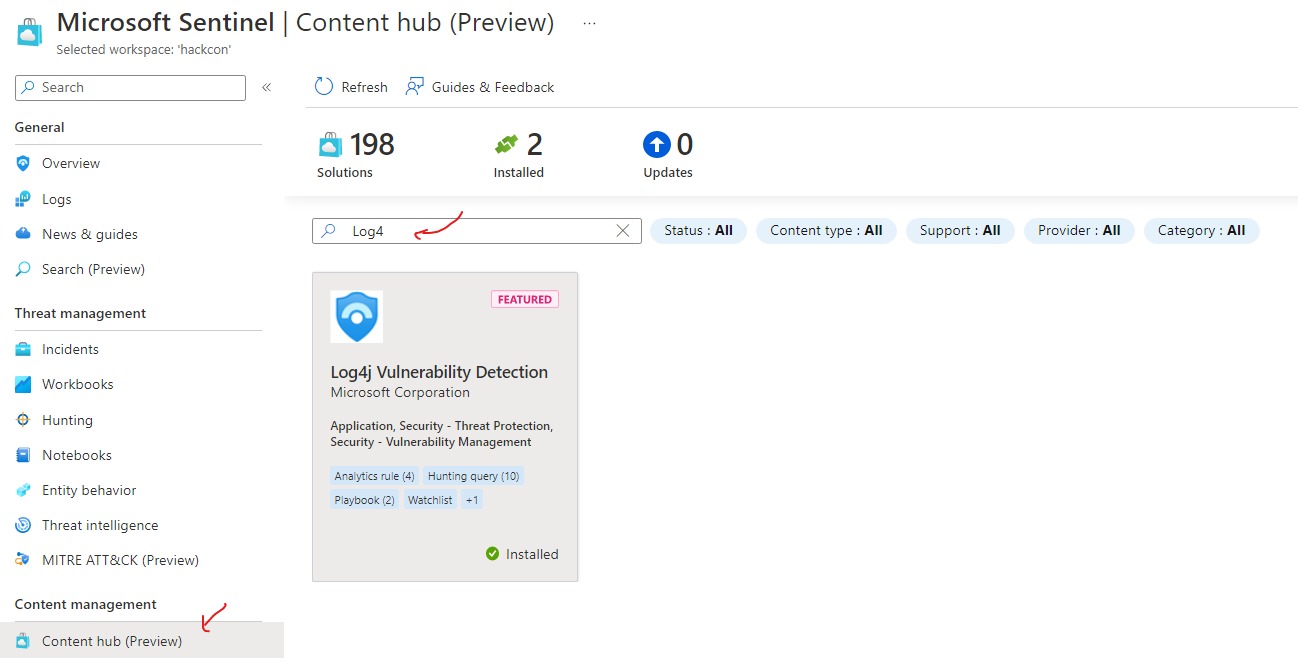 Microsoft Sentinel | Content hub (Preview) ...
Selected workspace: 'hackcon'
Search «
General
Overview
Logs
News & guides
Search (Preview)
Threat management
Incidents
Workbooks
Hunting
Notebooks
Entity behavior
Threat intelligence
MITRE ATT&CK (Preview)
Content management
Content hub (Preview)
Refresh Guides & Feedback
198 2 0
Solutions Installed Updates
Log4 Status : All Content type : All Support : All Provider : All Category : All
FEATURED
Log4j Vulnerability Detection
Microsoft Corporation
Application, Security - Threat Protection,
Security - Vulnerability Management
Analytics rule (4) Hunting query (10)
Playbook (2) Watchlist +1
Installed